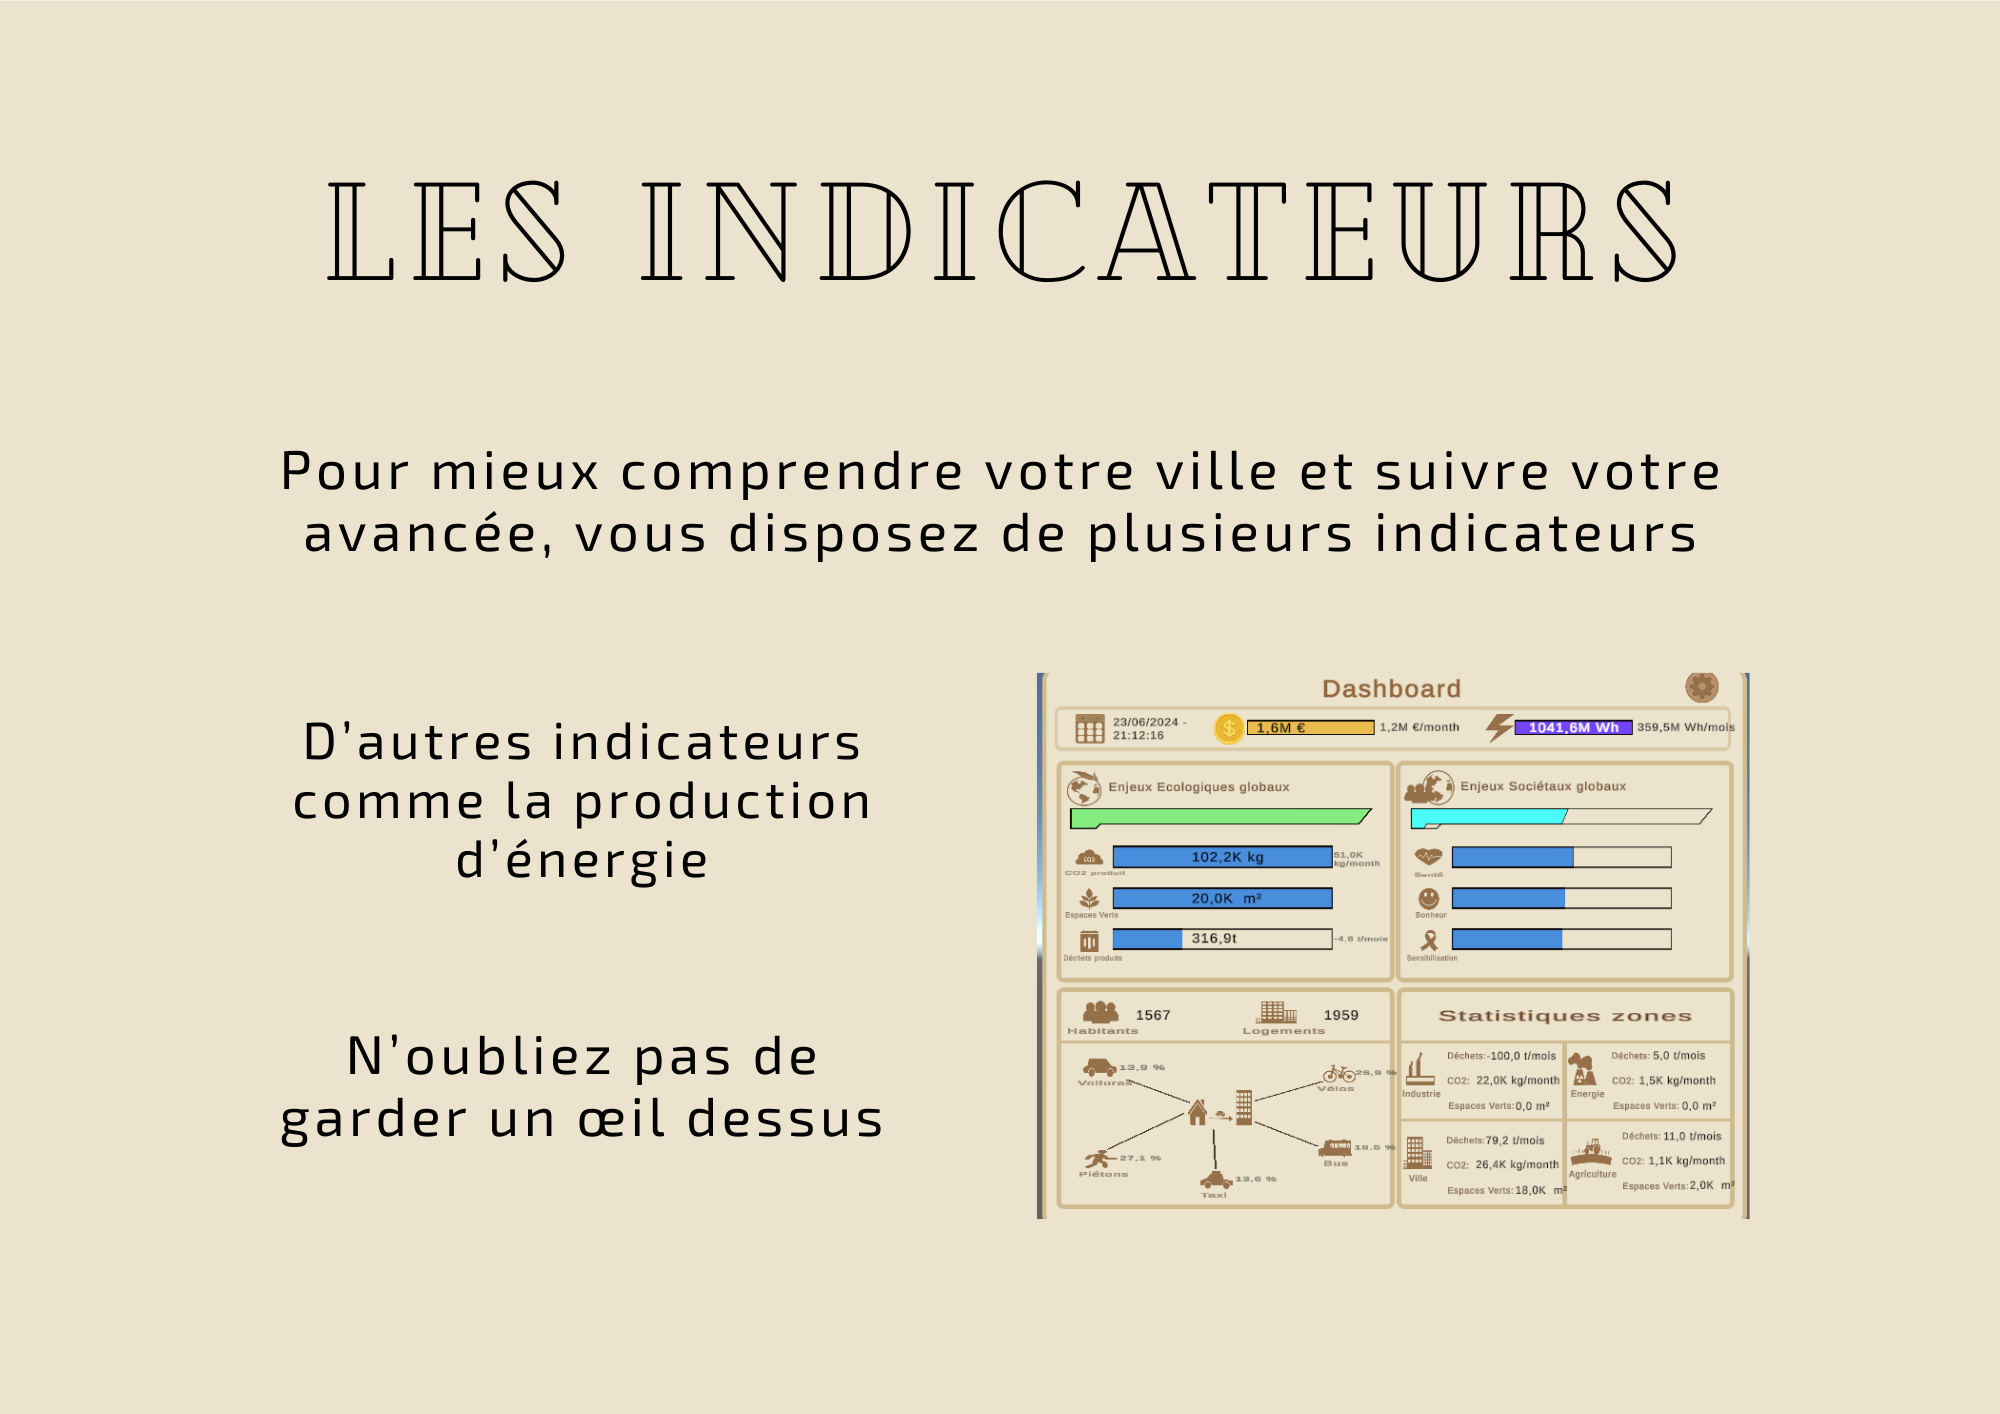 LES INDICATEURS
Pour mieux comprendre votre ville et suivre votre
avancée, vous disposez de plusieurs indicateurs
D’autres indicateurs
comme la production
d’énergie
N’oubliez pas de
garder un œil dessus
Dashboard
23/06/2024 -
21:12:16
1,6M €
1,2M €/month
1041,6M Wh
359,5M Wh/mois
Enjeux Ecologiques globaux
CO2
102,2K kg
51,0K
kg/month
CO2 produit
20,0K m²
Espaces Verts
316,9t
-4,8 t/mois
Déchets produits
Enjeux Sociétaux globaux
Santé
Bonheur
Sensibilisation
1567
Habitants
1959
Logements
13,9 %
Voitures
26,9 %
Vélos
27,1 %
Piétons
13,6 %
Taxi
18,5 %
Bus
Statistiques zones
Déchets: -100,0 t/mois
CO2: 22,0K kg/month
Industrie
Espaces Verts: 0,0 m²
Déchets: 5,0 t/mois
CO2: 1,5K kg/month
Energie
Espaces Verts: 0,0 m²
Déchets: 79,2 t/mois
CO2: 26,4K kg/month
Ville
Espaces Verts: 18,0K m²
Déchets: 11,0 t/mois
CO2: 1,1K kg/month
Agriculture
Espaces Verts: 2,0K m²